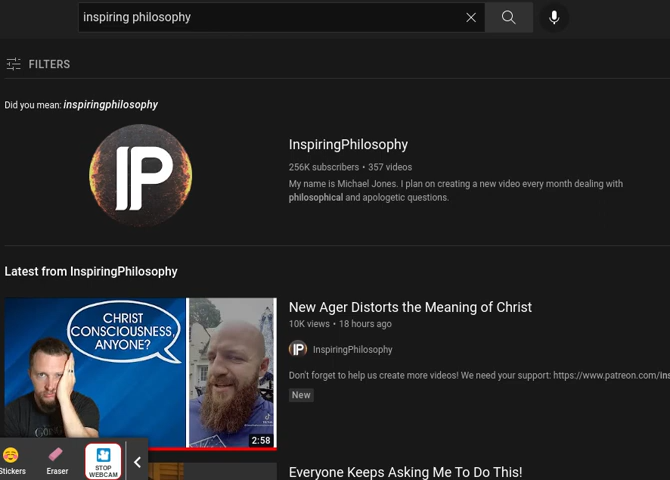 inspiring philosophy
FILTERS
Did you mean: inspiringphilosophy
IP
InspiringPhilosophy
256K subscribers • 357 videos
My name is Michael Jones. I plan on creating a new video every month dealing with
philosophical and apologetic questions.
Latest from InspiringPhilosophy
CHRIST
CONSCIOUSNESS,
ANYONE?
2:58
New Ager Distorts the Meaning of Christ
10K views • 18 hours ago
IP InspiringPhilosophy
Don't forget to help us create more videos! We need your support: https://www.patreon.com/Ins
New
Stickers
Eraser
STOP
WEBCAM
Everyone Keeps Asking Me To Do This!